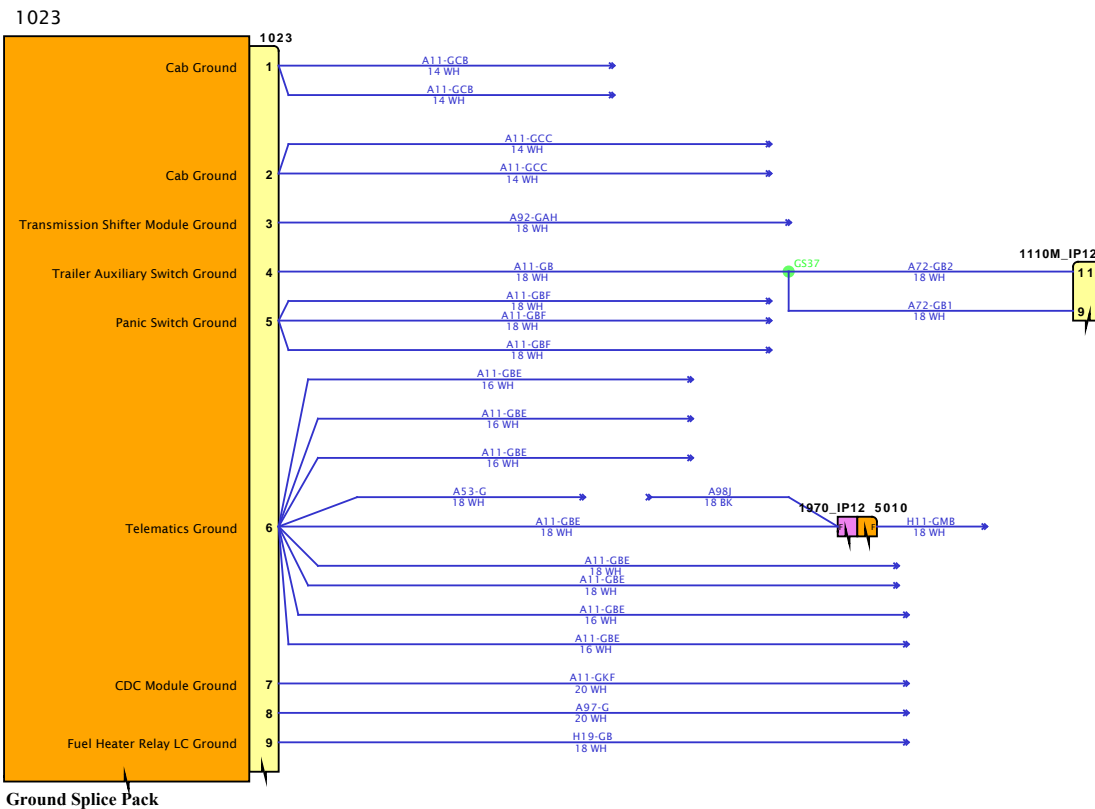 1023
1023
Cab Ground 1 A11-GCB
14 WH
A11-GCB
14 WH
A11-GCC
14 WH
Cab Ground 2 A11-GCC
14 WH
Transmission Shifter Module Ground 3 A92-GAH
18 WH
1110M_IP12
Trailer Auxiliary Switch Ground 4 A11-GB GS37 A72-GB2 11
18 WH 18 WH
A72-GB1 9
18 WH
A11-GBF
18 WH
Panic Switch Ground 5 A11-GBF
18 WH
A11-GBF
18 WH
A11-GBE
16 WH
A11-GBE
16 WH
A11-GBE
16 WH
A53-G A98J
18 WH 18 BK
1970_IP12 5010
Telematics Ground 6 A11-GBE F F H11-GMB
18 WH 18 WH
A11-GBE
18 WH
A11-GBE
18 WH
A11-GBE
16 WH
A11-GBE
16 WH
CDC Module Ground 7 A11-GKF
20 WH
8 A97-G
20 WH
Fuel Heater Relay LC Ground 9 H19-GB
18 WH
Ground Splice Pack